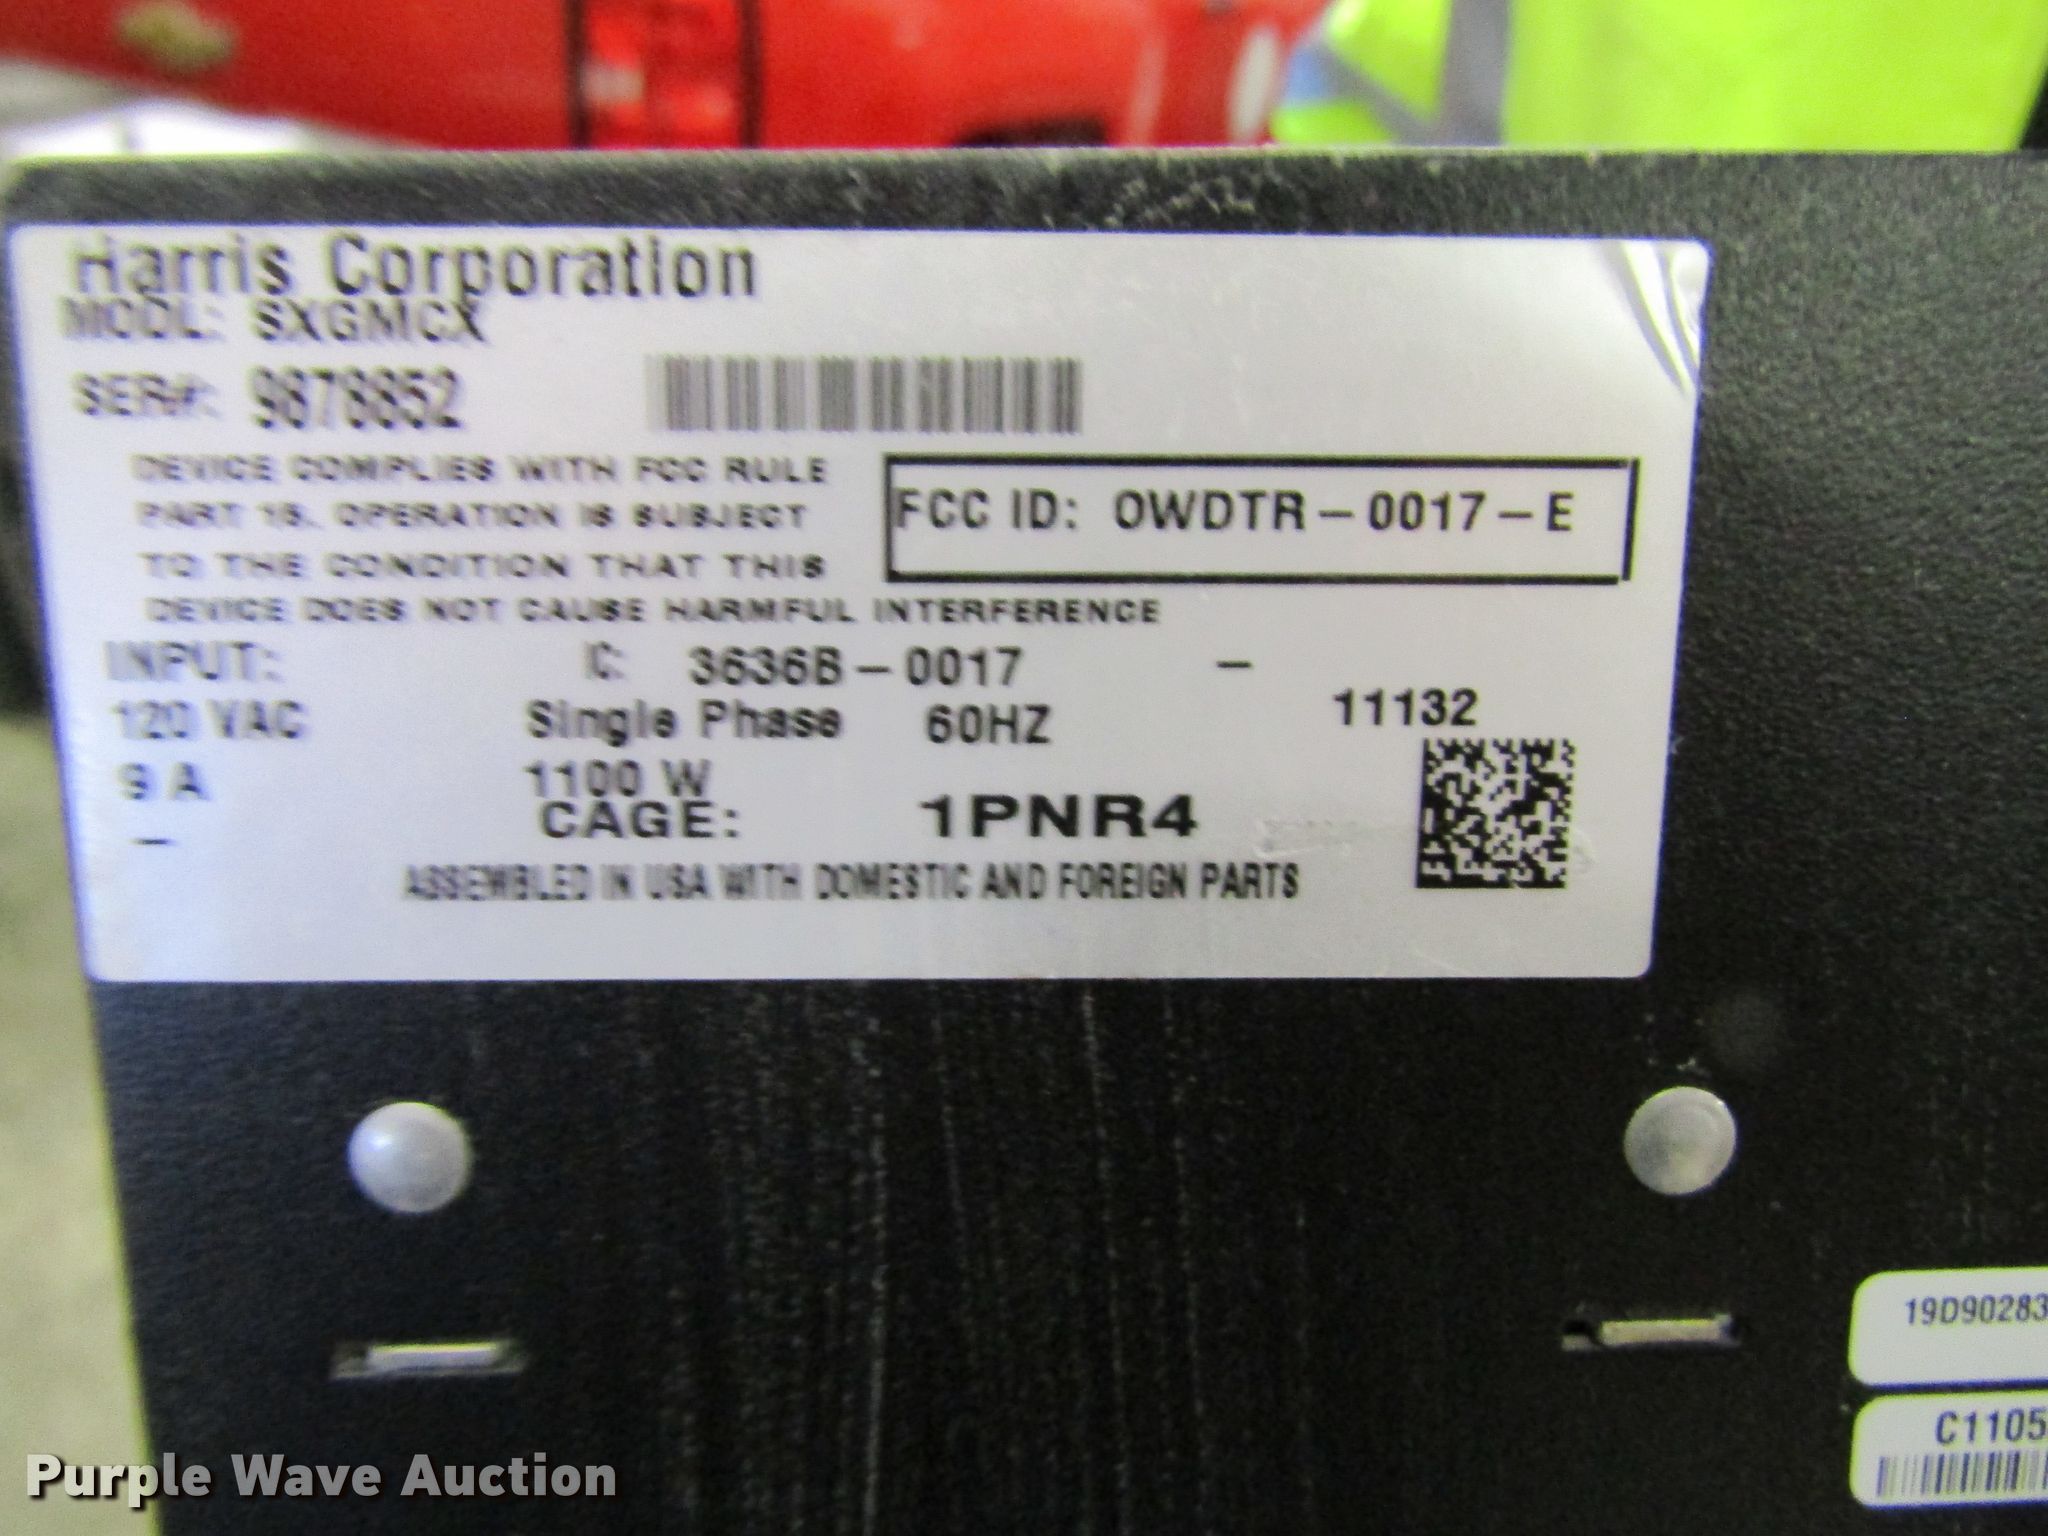 Harris Corporation
MODL: SXGMCX
SER#: 9878852
DEVICE COMPLIES WITH FCC RULE
PART 15. OPERATION IS SUBJECT
TO THE CONDITION THAT THIS
DEVICE DOES NOT CAUSE HARMFUL INTERFERENCE
FCC ID: OWDTR-0017-E
INPUT: IC: 3636B-0017 -
120 VAC Single Phase 60HZ 11132
9 A 1100 W
- CAGE: 1PNR4
ASSEMBLED IN USA WITH DOMESTIC AND FOREIGN PARTS
19D90283
C1105
Purple Wave Auction